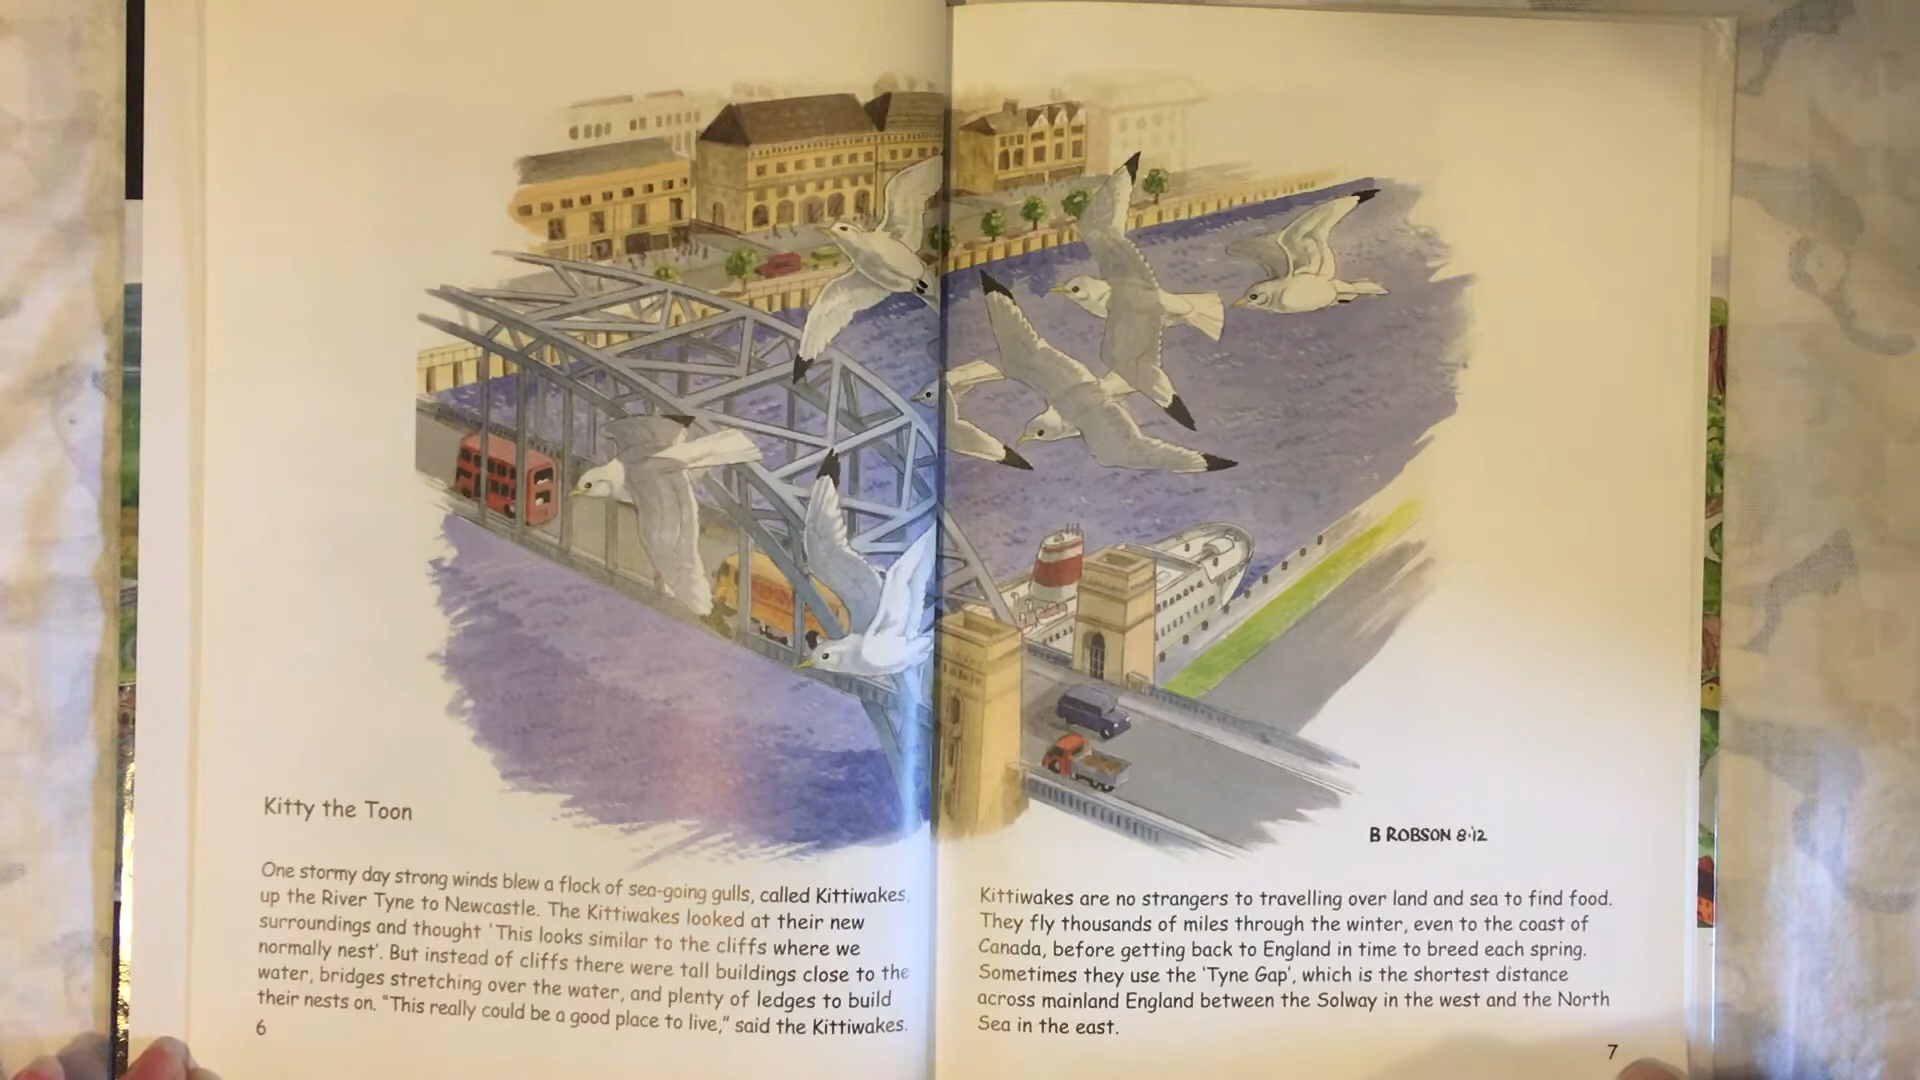 Kitty the Toon
One stormy day strong winds blew a flock of sea-going gulls, called Kittiwakes,
up the River Tyne to Newcastle. The Kittiwakes looked at their new
surroundings and thought 'This looks similar to the cliffs where we
normally nest'. But instead of cliffs there were tall buildings close to the
water, bridges stretching over the water, and plenty of ledges to build
their nests on. "This really could be a good place to live," said the Kittiwakes.
6
B ROBSON 8·12
Kittiwakes are no strangers to travelling over land and sea to find food.
They fly thousands of miles through the winter, even to the coast of
Canada, before getting back to England in time to breed each spring.
Sometimes they use the 'Tyne Gap', which is the shortest distance
across mainland England between the Solway in the west and the North
Sea in the east.
7